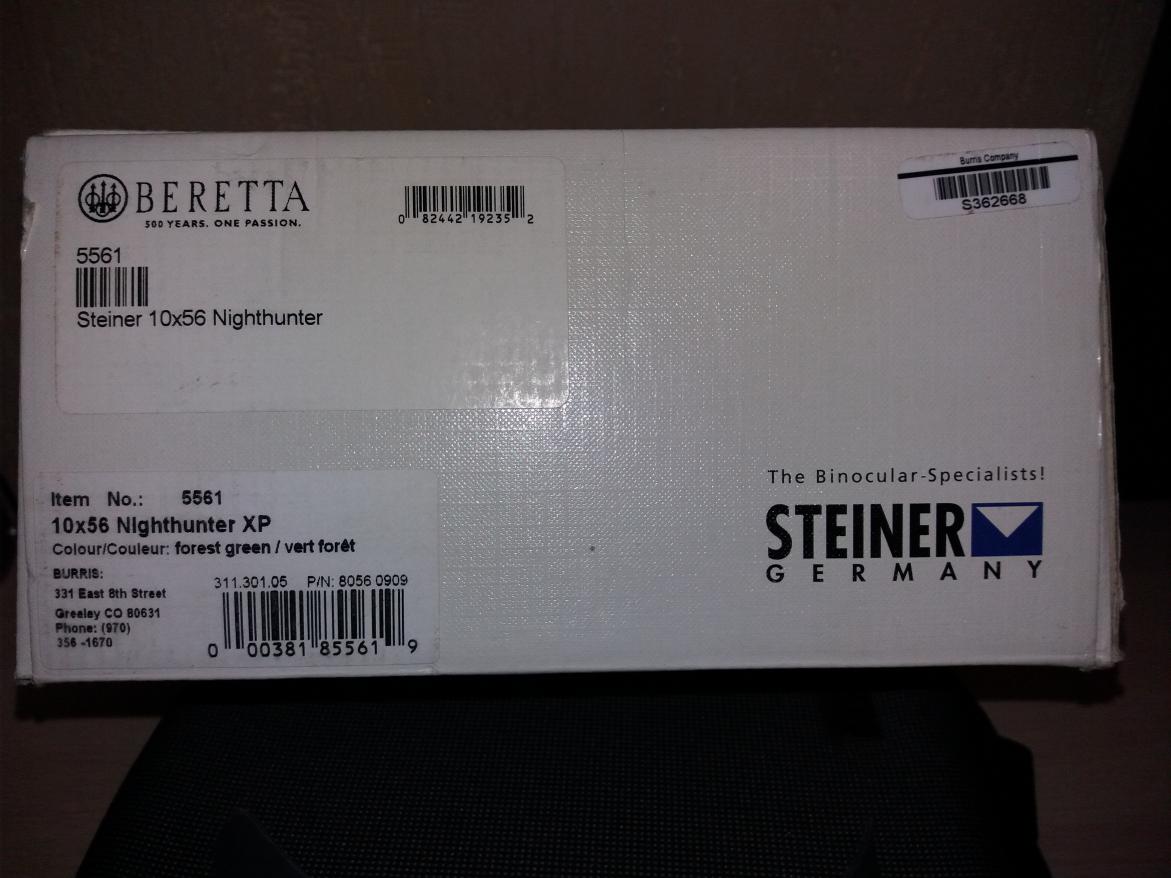 BERETTA
500 YEARS. ONE PASSION.
0 82442 19235 2
5561
Steiner 10x56 Nighthunter
Burris Company
S362668
Item No.: 5561
10x56 Nighthunter XP
Colour/Couleur: forest green / vert forêt
BURRIS:
331 East 8th Street
Greeley CO 80631
Phone: (970)
356 -1670
311.301.05 P/N: 8056 0909
0 00381 85561 9
The Binocular-Specialists!
STEINER
GERMANY